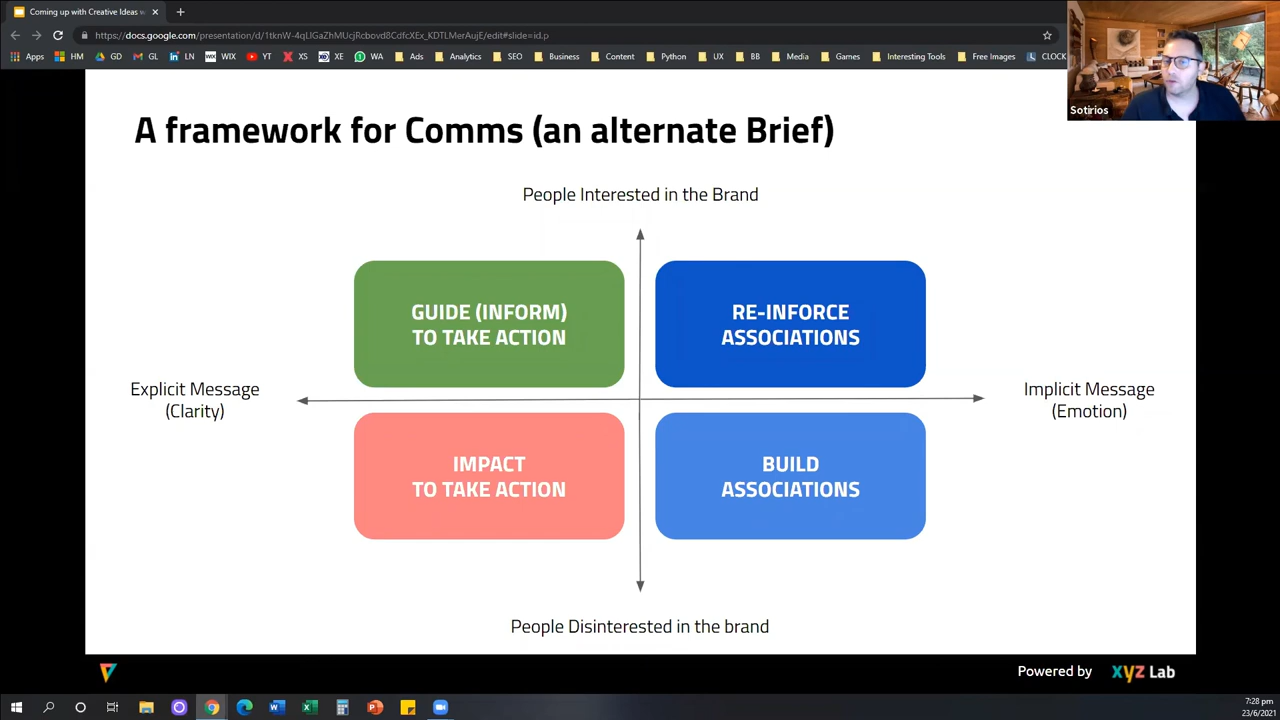 Coming up with Creative Ideas w
https://docs.google.com/presentation/d/1tknW-4qLlGaZhMUcjRcbovd8CdfcXEx_KDTLMerAujE/edit#slide=id.p
Apps HM GD GL LN WIX YT XS XE WA Ads Analytics SEO Business Content Python UX BB Media Games Interesting Tools Free Images CLOCK
Sotirios
A framework for Comms (an alternate Brief)
People Interested in the Brand
GUIDE (INFORM)
TO TAKE ACTION
RE-INFORCE
ASSOCIATIONS
Explicit Message
(Clarity)
Implicit Message
(Emotion)
IMPACT
TO TAKE ACTION
BUILD
ASSOCIATIONS
People Disinterested in the brand
Powered by XYZ Lab
7:28 pm
23/6/2021